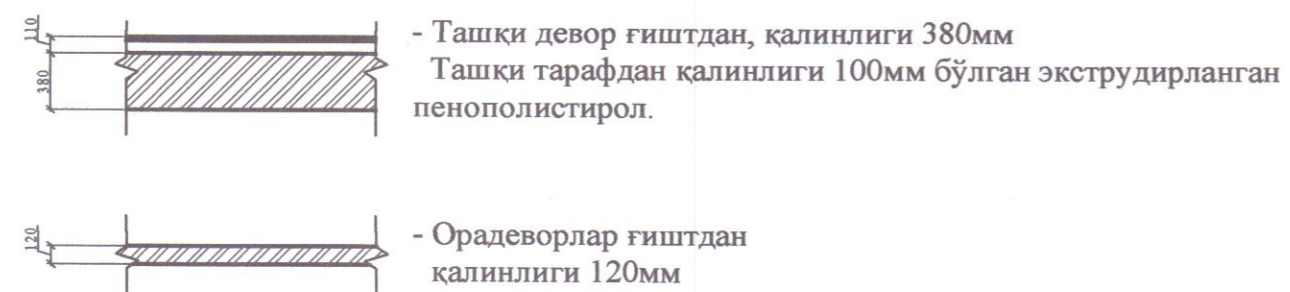 110
- Ташқи девор ғиштдан, қалинлиги 380мм
Ташқи тарафдан қалинлиги 100мм бўлган экструдирланган
380
пенополистирол.
120
- Орадеворлар ғиштдан
қалинлиги 120мм